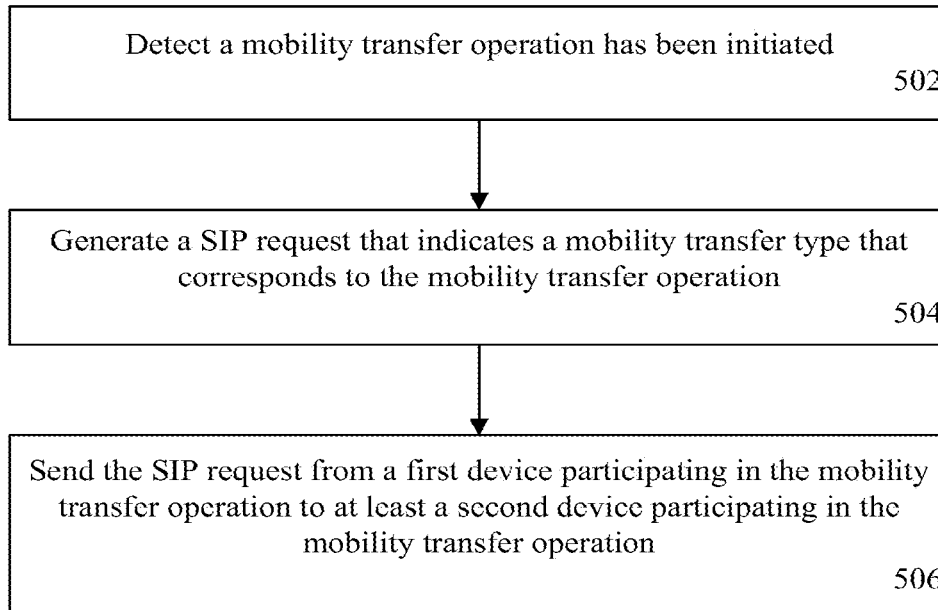 Detect a mobility transfer operation has been initiated
502
Generate a SIP request that indicates a mobility transfer type that
corresponds to the mobility transfer operation
504
Send the SIP request from a first device participating in the mobility
transfer operation to at least a second device participating in the
mobility transfer operation
506